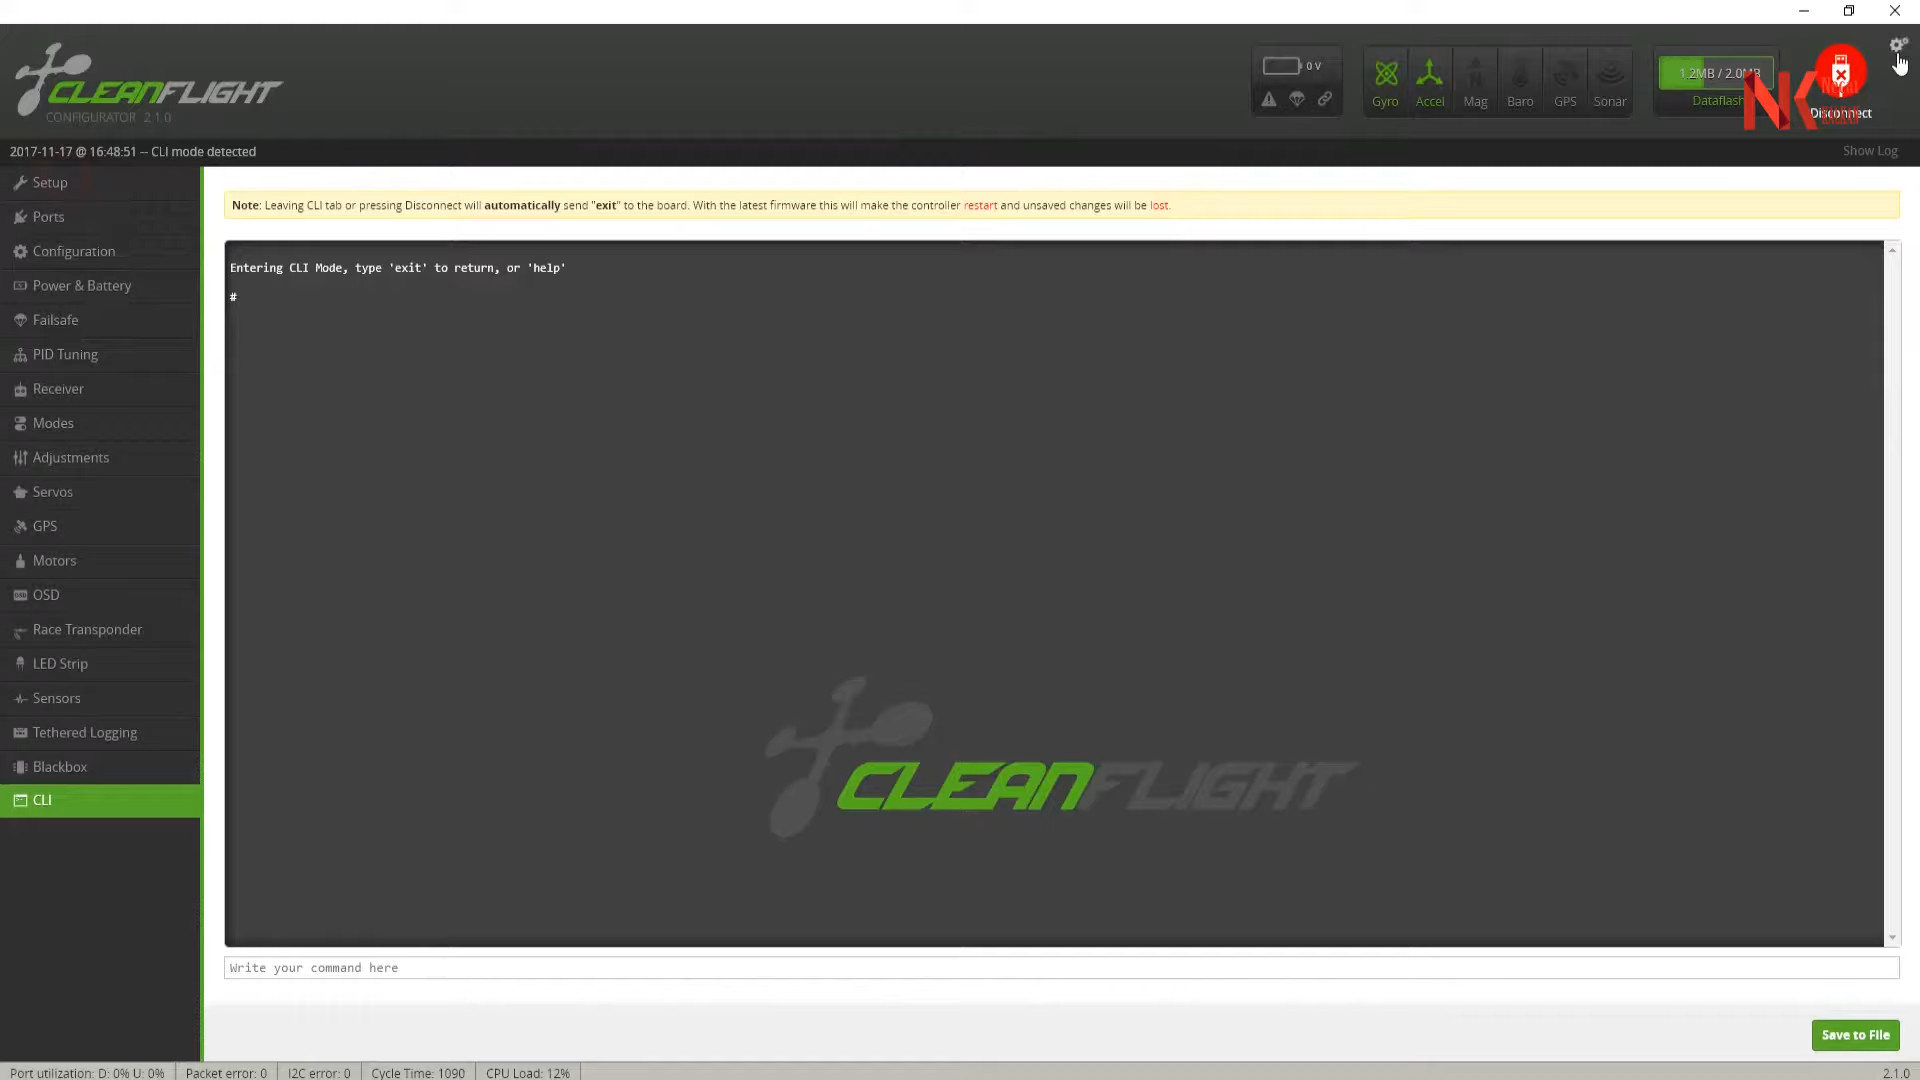 CLEANFLIGHT
CONFIGURATOR 2.1.0
0 V
Gyro
Accel
Mag
Baro
GPS
Sonar
1.2MB / 2.0MB
Dataflash
NK
Disconnect
2017-11-17 @ 16:48:51 -- CLI mode detected
Show Log
Setup
Ports
Configuration
Power & Battery
Failsafe
PID Tuning
Receiver
Modes
Adjustments
Servos
GPS
Motors
OSD
Race Transponder
LED Strip
Sensors
Tethered Logging
Blackbox
CLI
Note: Leaving CLI tab or pressing Disconnect will automatically send "exit" to the board. With the latest firmware this will make the controller restart and unsaved changes will be lost.
Entering CLI Mode, type 'exit' to return, or 'help'
#
CLEANFLIGHT
Write your command here
Save to File
Port utilization: D: 0% U: 0%
Packet error: 0
I2C error: 0
Cycle Time: 1090
CPU Load: 12%
2.1.0